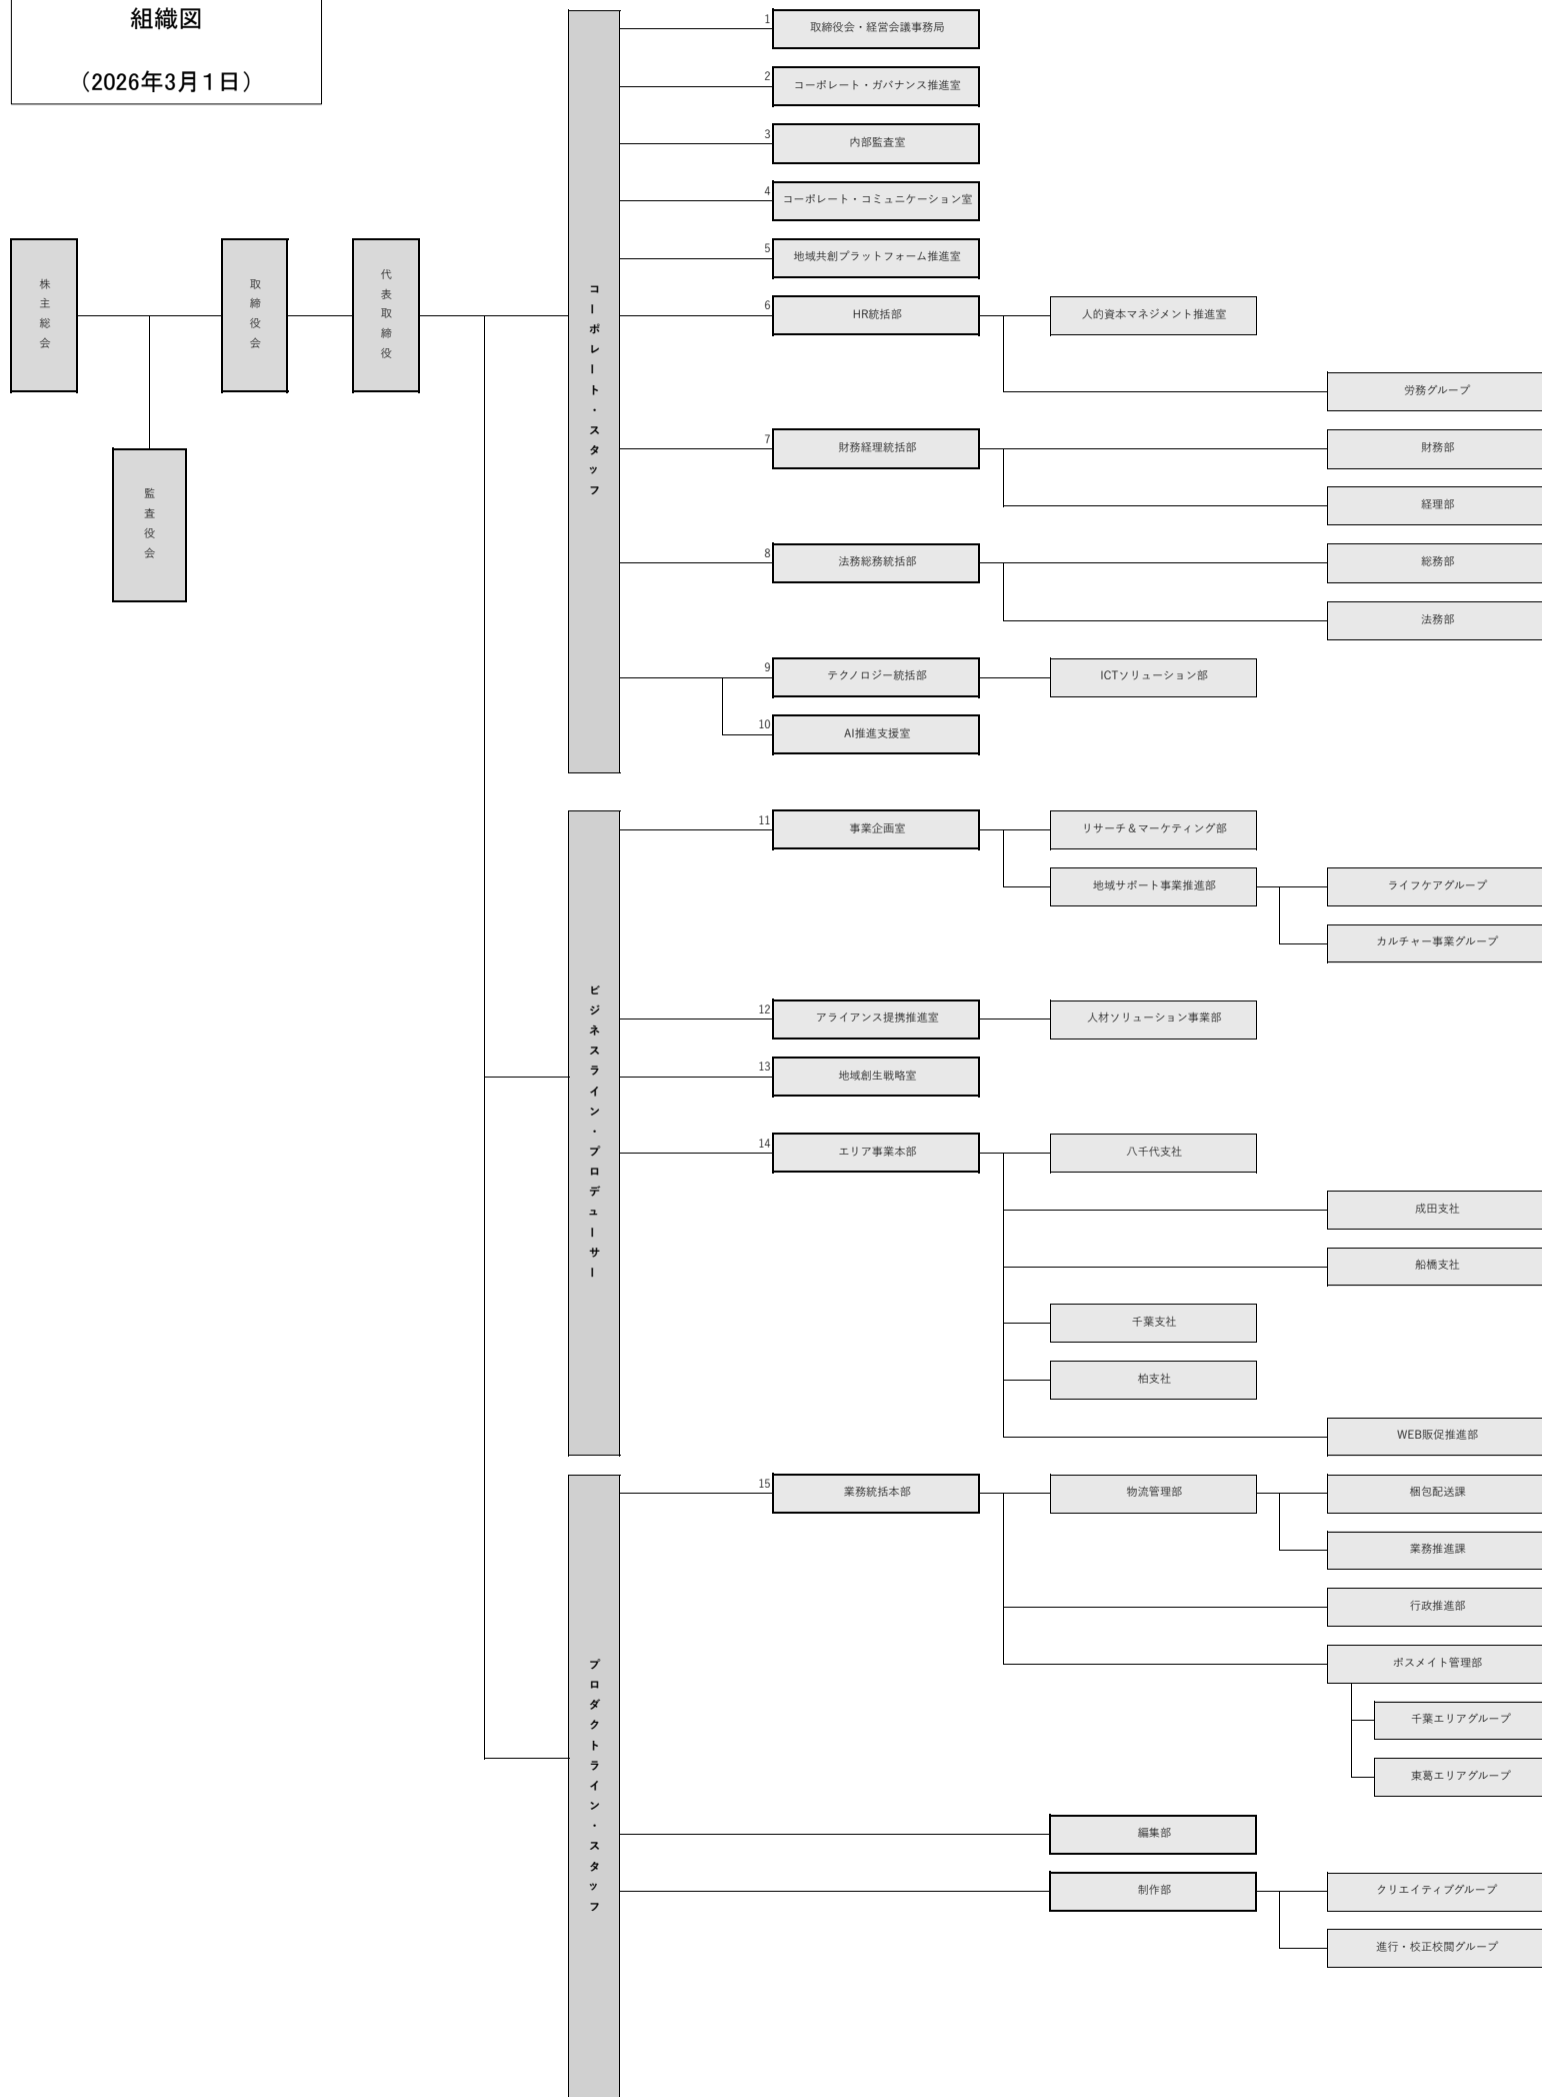 組織図
（2026年3月1日）
株主総会
取締役会
代表取締役
監査役会
コーポレート・スタッフ
1 取締役会・経営会議事務局
2 コーポレート・ガバナンス推進室
3 内部監査室
4 コーポレート・コミュニケーション室
5 地域共創プラットフォーム推進室
6 HR統括部
人的資本マネジメント推進室
労務グループ
7 財務経理統括部
財務部
経理部
8 法務総務統括部
総務部
法務部
9 テクノロジー統括部
ICTソリューション部
10 AI推進支援室
ビジネスライン・プロデューサー
11 事業企画室
リサーチ＆マーケティング部
地域サポート事業推進部
ライフケアグループ
カルチャー事業グループ
12 アライアンス提携推進室
人材ソリューション事業部
13 地域創生戦略室
14 エリア事業本部
八千代支社
成田支社
船橋支社
千葉支社
柏支社
WEB販促推進部
プロダクトライン・スタッフ
15 業務統括本部
物流管理部
梱包配送課
業務推進課
行政推進部
ポスメイト管理部
千葉エリアグループ
東葛エリアグループ
編集部
制作部
クリエイティブグループ
進行・校正校閲グループ